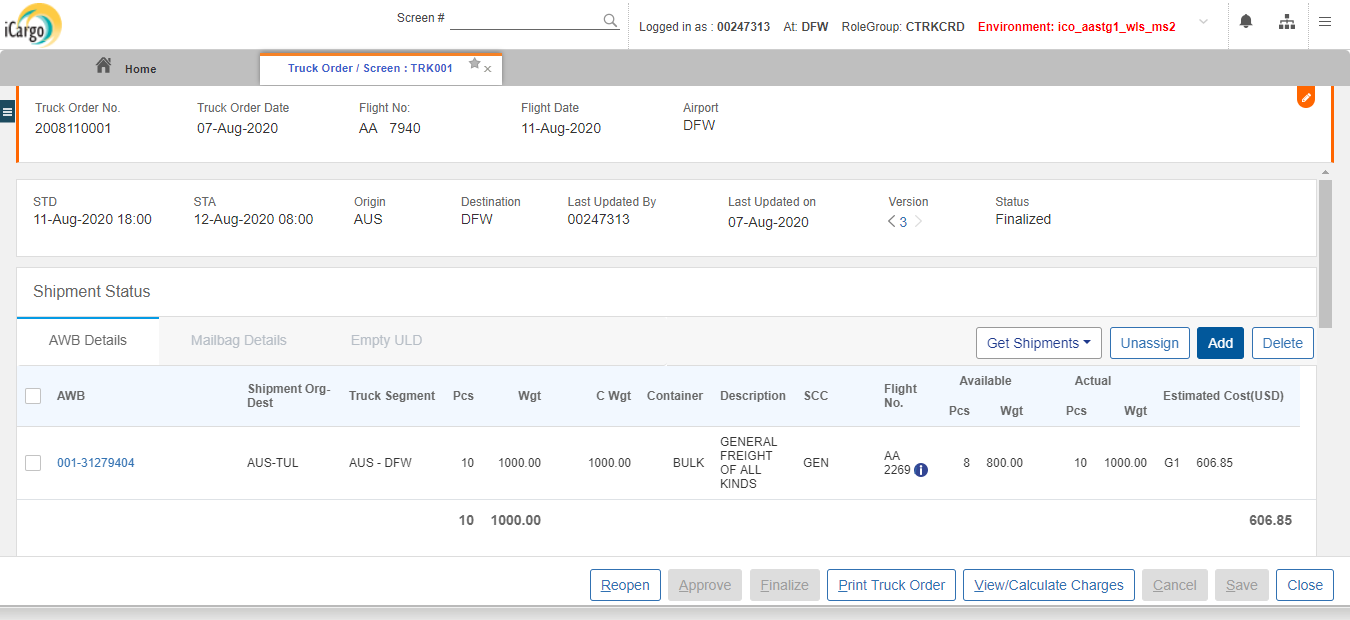 iCargo
Screen #
Logged in as : 00247313 At: DFW RoleGroup: CTRKCRD Environment: ico_aastg1_wls_ms2
Home
Truck Order / Screen : TRK001
Truck Order No. Truck Order Date Flight No: Flight Date Airport
2008110001 07-Aug-2020 AA 7940 11-Aug-2020 DFW
STD STA Origin Destination Last Updated By Last Updated on Version Status
11-Aug-2020 18:00 12-Aug-2020 08:00 AUS DFW 00247313 07-Aug-2020 < 3 > Finalized
Shipment Status
AWB Details Mailbag Details Empty ULD Get Shipments Unassign Add Delete
AWB Shipment Org-Dest Truck Segment Pcs Wgt C Wgt Container Description SCC Flight No. Available Pcs Wgt Actual Pcs Wgt Estimated Cost(USD)
001-31279404 AUS-TUL AUS - DFW 10 1000.00 1000.00 BULK GENERAL FREIGHT OF ALL KINDS GEN AA 2269 i 8 800.00 10 1000.00 G1 606.85
10 1000.00 606.85
Reopen Approve Finalize Print Truck Order View/Calculate Charges Cancel Save Close